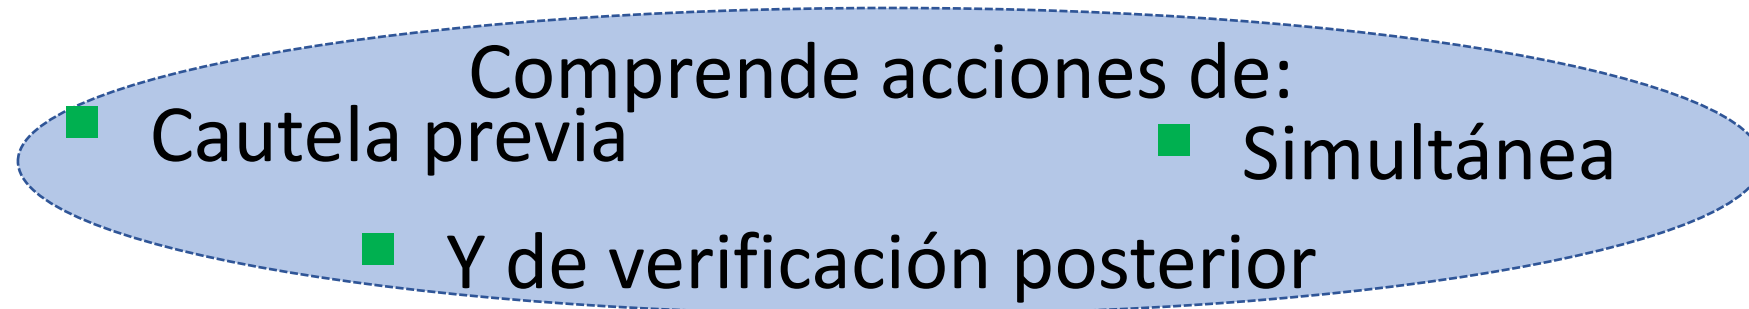 Comprende acciones de:
Cautela previa
Simultánea
Y de verificación posterior